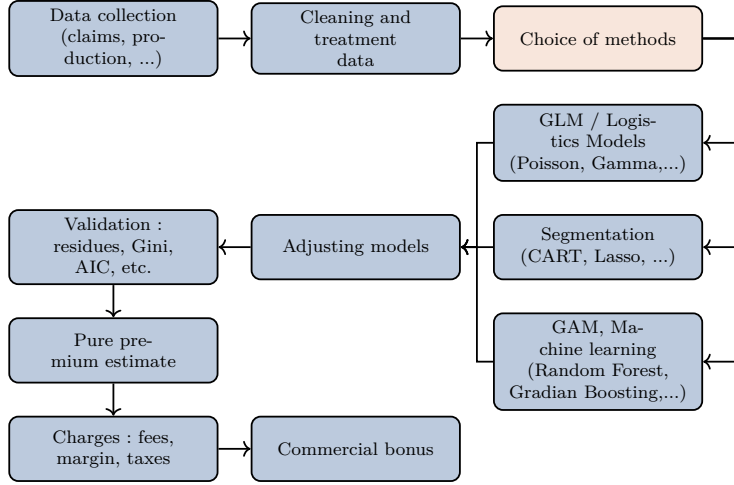 Data collection
(claims, pro-
duction, ...)
Cleaning and
treatment
data
Choice of methods
GLM / Logis-
tics Models
(Poisson, Gamma,...)
Validation :
residues, Gini,
AIC, etc.
Adjusting models
Segmentation
(CART, Lasso, ...)
Pure pre-
mium estimate
GAM, Ma-
chine learning
(Random Forest,
Gradian Boosting,...)
Charges : fees,
margin, taxes
Commercial bonus